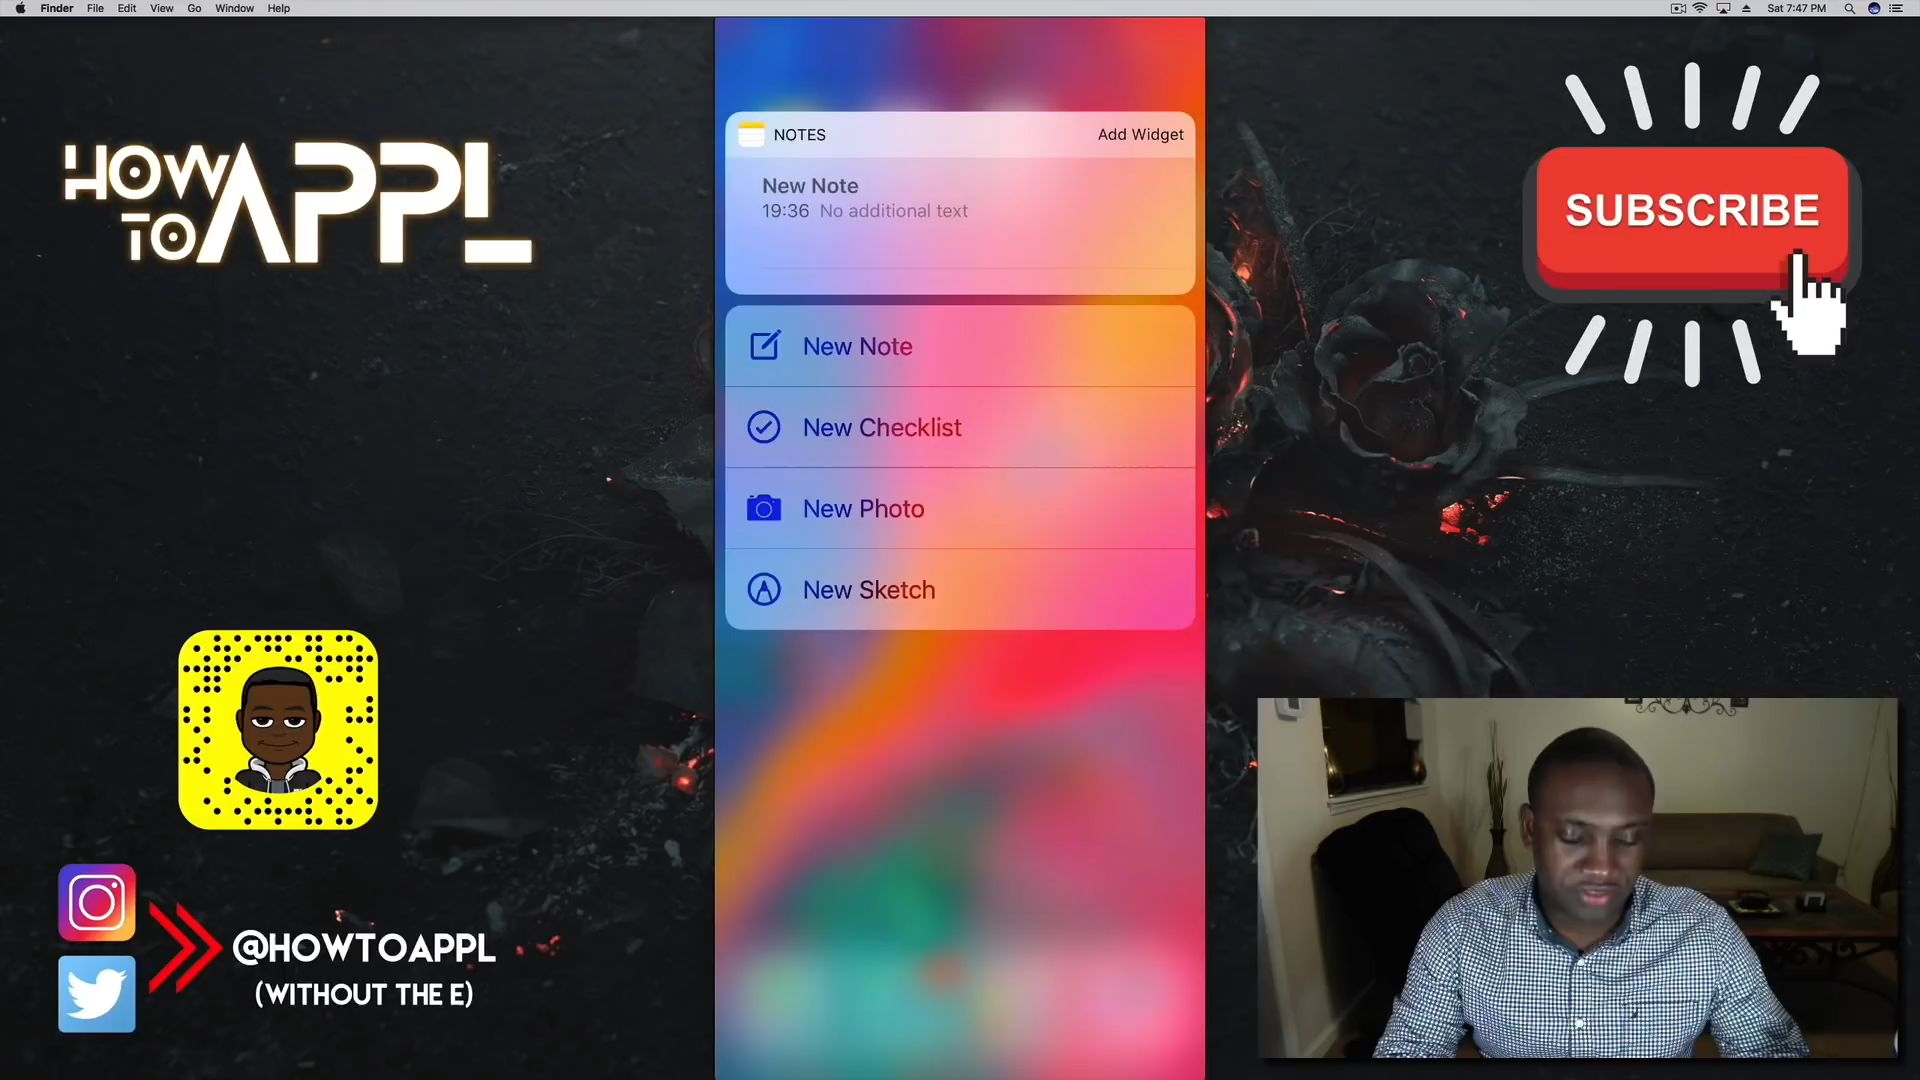 Finder File Edit View Go Window Help
Sat 7:47 PM
HOW TO APPL
SUBSCRIBE
NOTES
Add Widget
New Note
19:36 No additional text
New Note
New Checklist
New Photo
New Sketch
@HOWTOAPPL
(WITHOUT THE E)